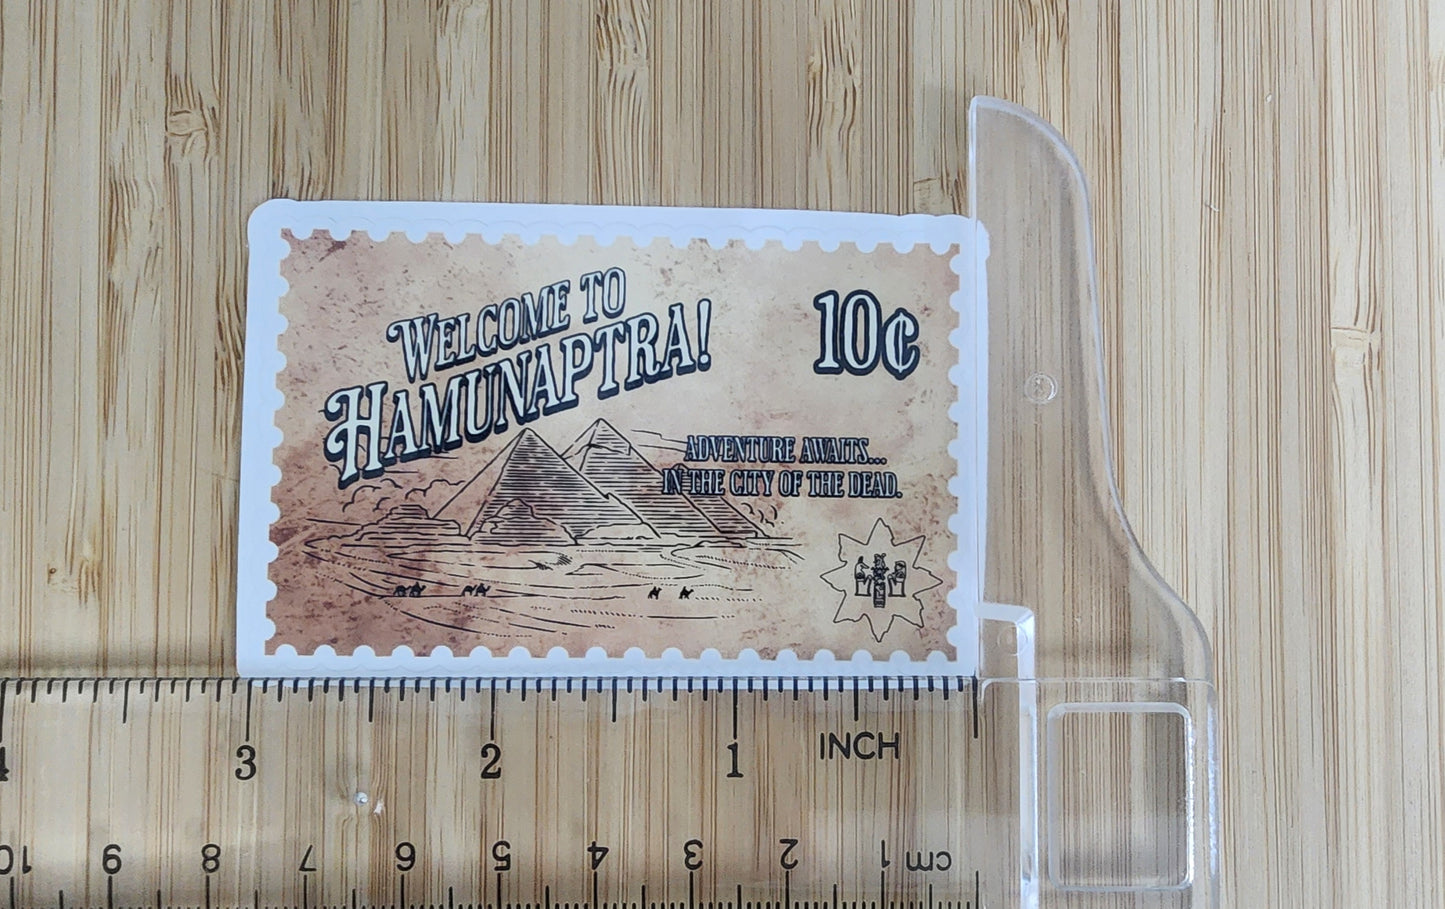 WELCOME TO
HAMUNAPTRA!
10¢
ADVENTURE AWAITS...
IN THE CITY OF THE DEAD.
4 3 2 1 INCH
10 9 8 7 6 5 4 3 2 1 cm